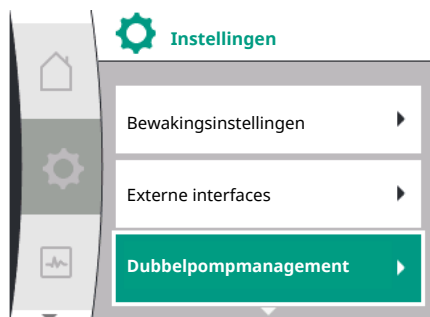 Instellingen
Bewakingsinstellingen
Externe interfaces
Dubbelpompmanagement